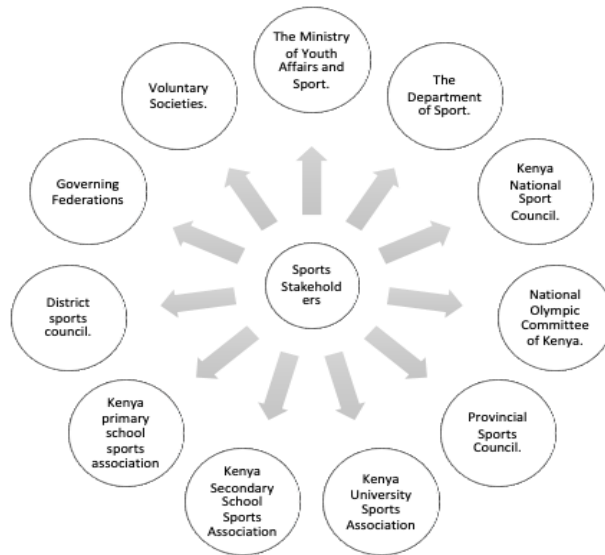 The Ministry
of Youth
Affairs and
Sport.
The
Department
of Sport.
Kenya
National
Sport
Council.
National
Olympic
Committee
of Kenya.
Provincial
Sports
Council.
Kenya
University
Sports
Association
Kenya
Secondary
School
Sports
Association
Kenya
primary
school
sports
association
District
sports
council.
Governing
Federations
Voluntary
Societies.
Sports
Stakehold
ers